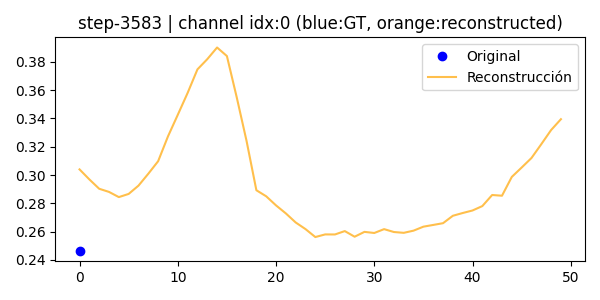 step-3583 | channel idx:0 (blue:GT, orange:reconstructed)
Original
Reconstrucción
0.38
0.36
0.34
0.32
0.30
0.28
0.26
0.24
0 10 20 30 40 50